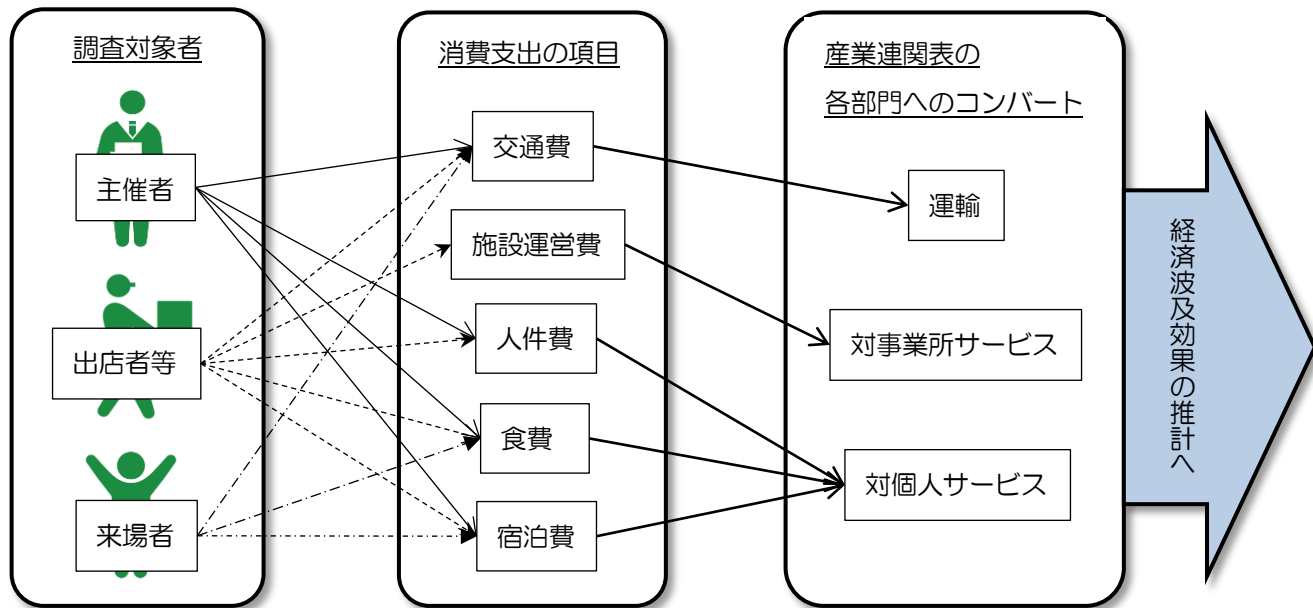 調査対象者
主催者
出店者等
来場者
消費支出の項目
交通費
施設運営費
人件費
食費
宿泊費
産業連関表の
各部門へのコンバート
運輸
対事業所サービス
対個人サービス
経済波及効果の推計へ